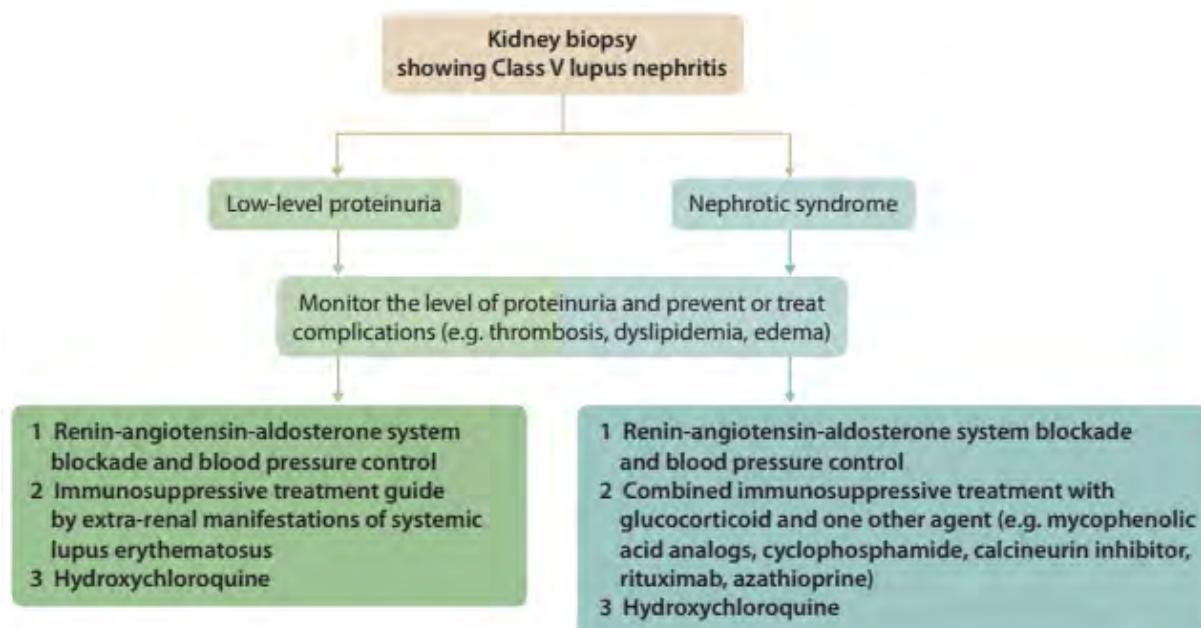 Kidney biopsy
showing Class V lupus nephritis
Low-level proteinuria
Nephrotic syndrome
Monitor the level of proteinuria and prevent or treat
complications (e.g. thrombosis, dyslipidemia, edema)
1 Renin-angiotensin-aldosterone system
blockade and blood pressure control
2 Immunosuppressive treatment guide
by extra-renal manifestations of systemic
lupus erythematosus
3 Hydroxychloroquine
1 Renin-angiotensin-aldosterone system blockade
and blood pressure control
2 Combined immunosuppressive treatment with
glucocorticoid and one other agent (e.g. mycophenolic
acid analogs, cyclophosphamide, calcineurin inhibitor,
rituximab, azathioprine)
3 Hydroxychloroquine